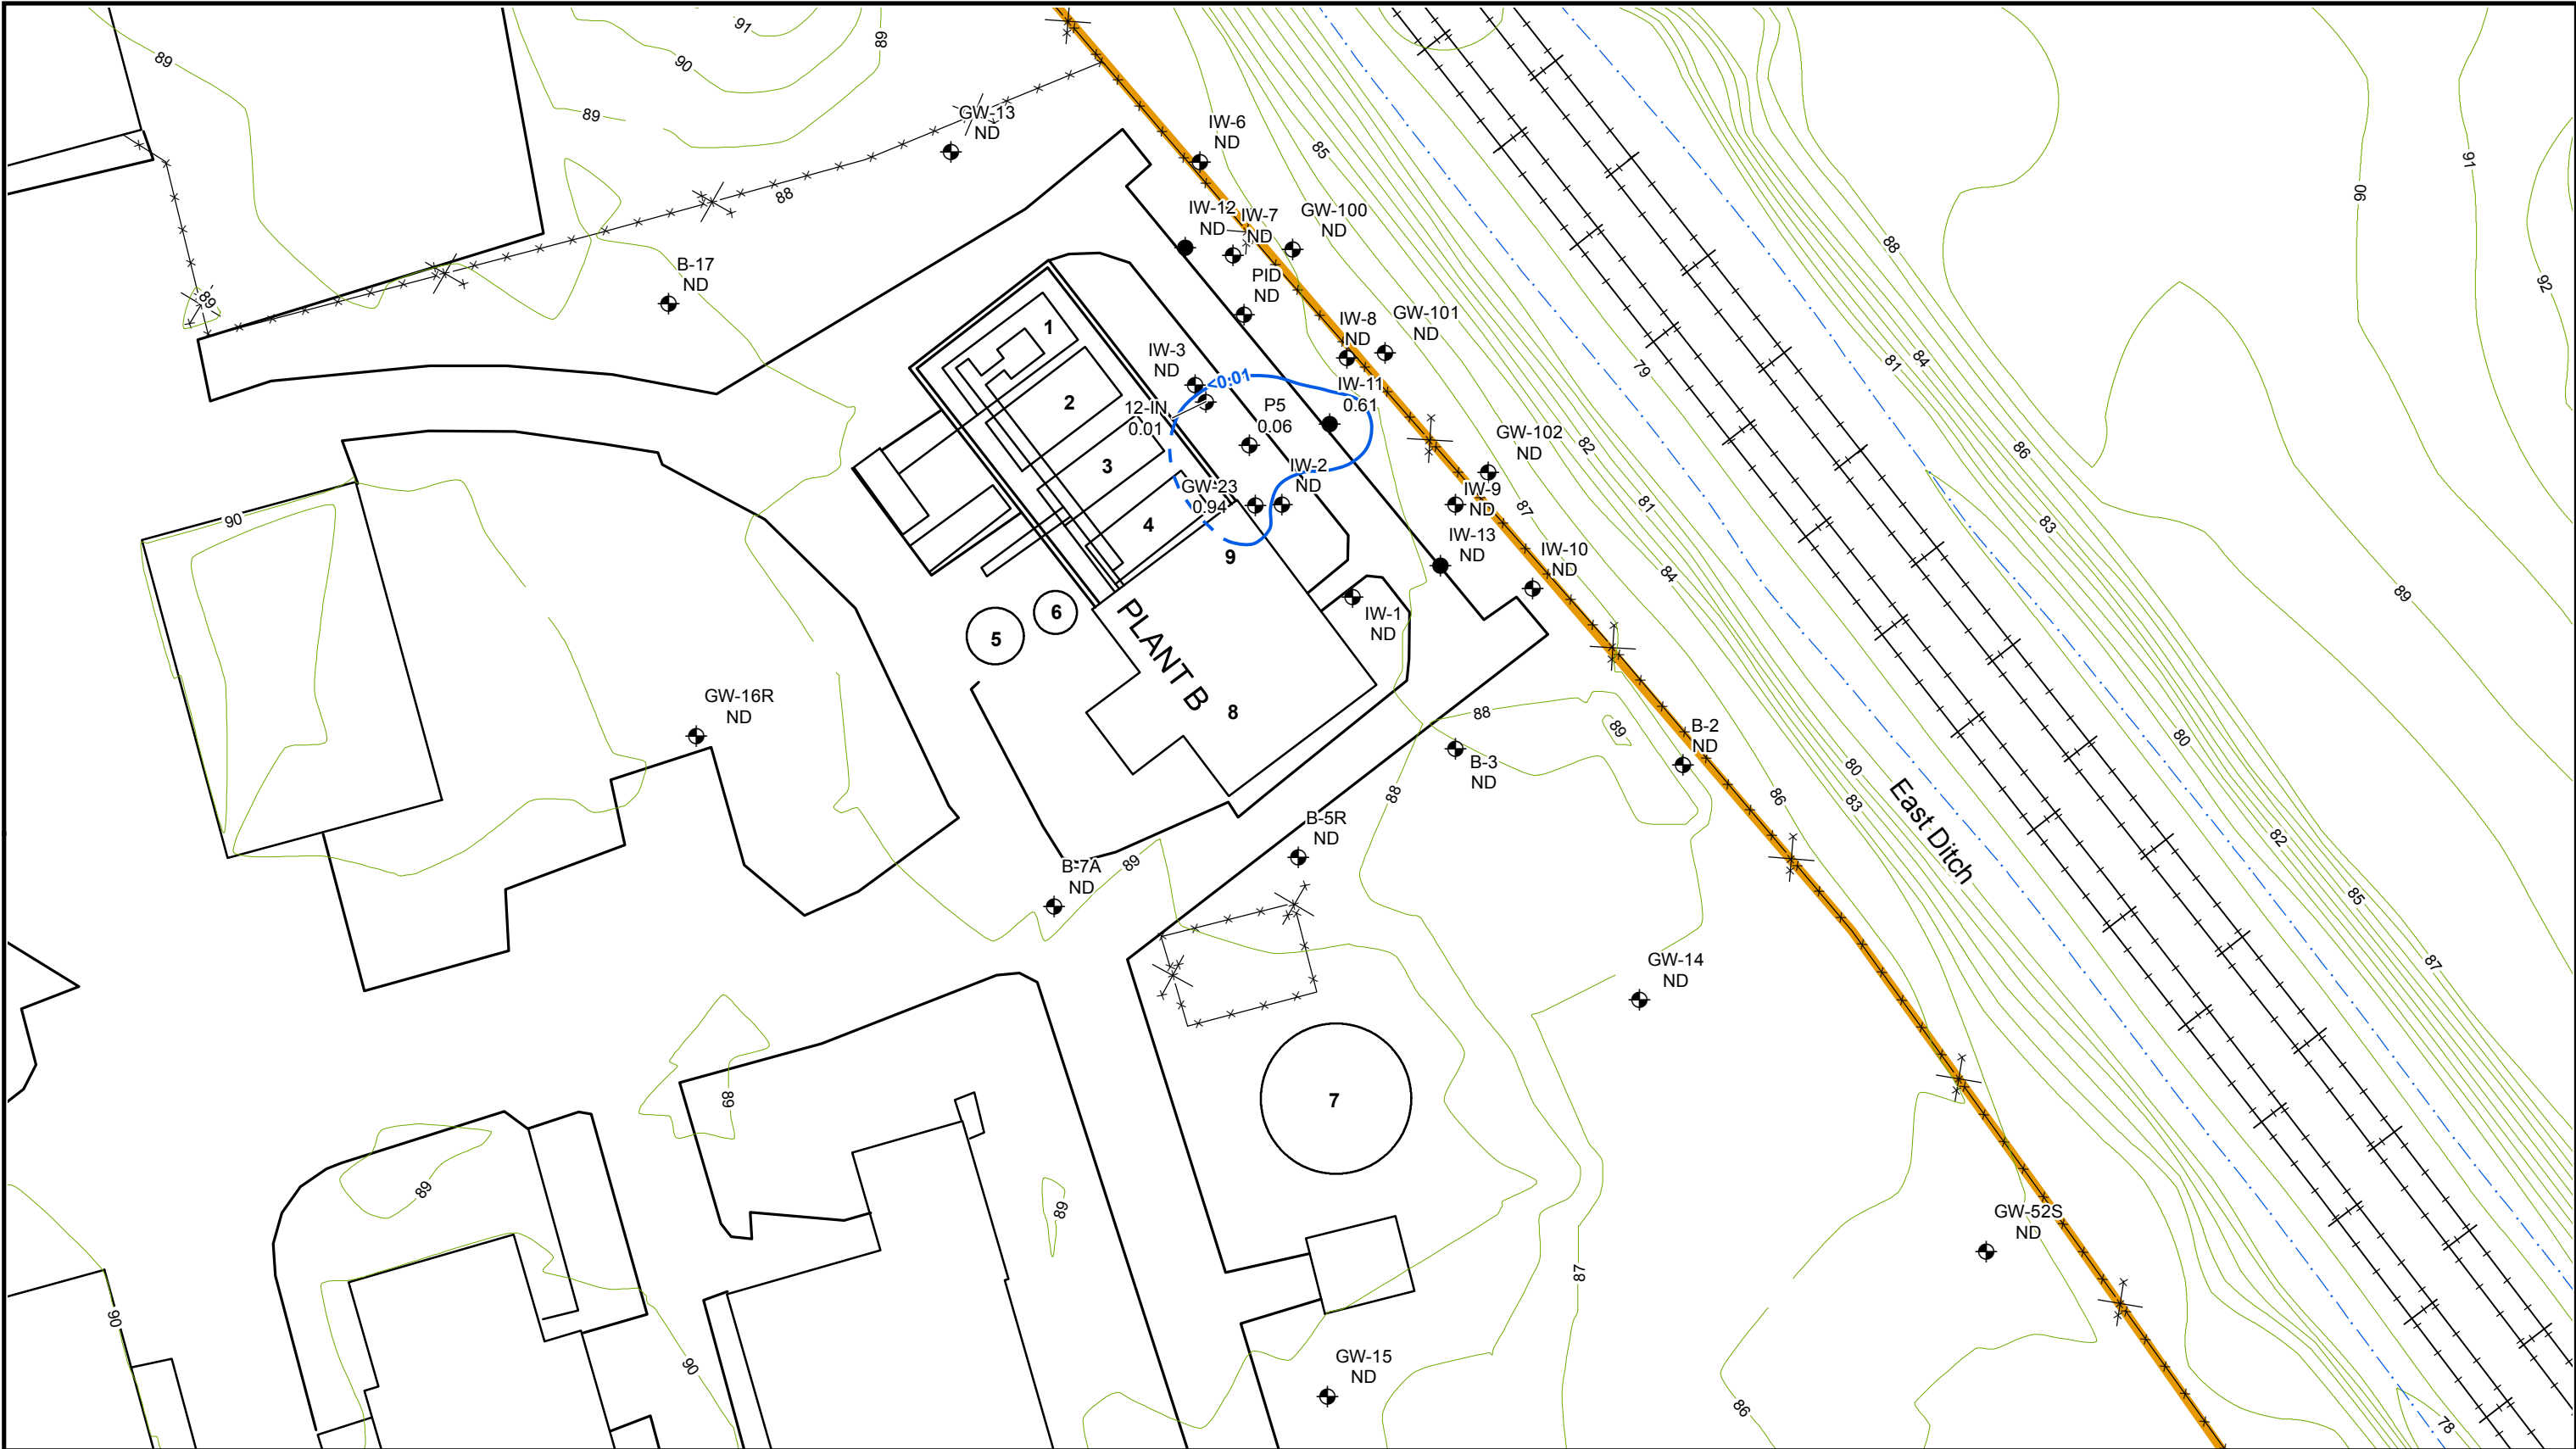 91
89
90
89
89
GW-13
ND
88
IW-6
ND
85
IW-12
ND
IW-7
ND
GW-100
ND
B-17
ND
89
PID
ND
88
90
91
92
1
IW-3
ND
IW-8
ND
GW-101
ND
79
81
84
<0.01
2
12-IN
0.01
P5
0.06
IW-11
0.61
3
GW-102
ND
82
86
IW-2
ND
GW-23
0.94
IW-9
ND
87
81
83
90
4
9
IW-13
ND
IW-10
ND
84
89
5
6
IW-1
ND
PLANT B
8
GW-16R
ND
88
89
B-2
ND
80
B-3
ND
80
86
83
88
East Ditch
82
B-5R
ND
89
B-7A
ND
85
87
GW-14
ND
7
89
89
89
GW-52S
ND
87
90
90
GW-15
ND
86
78